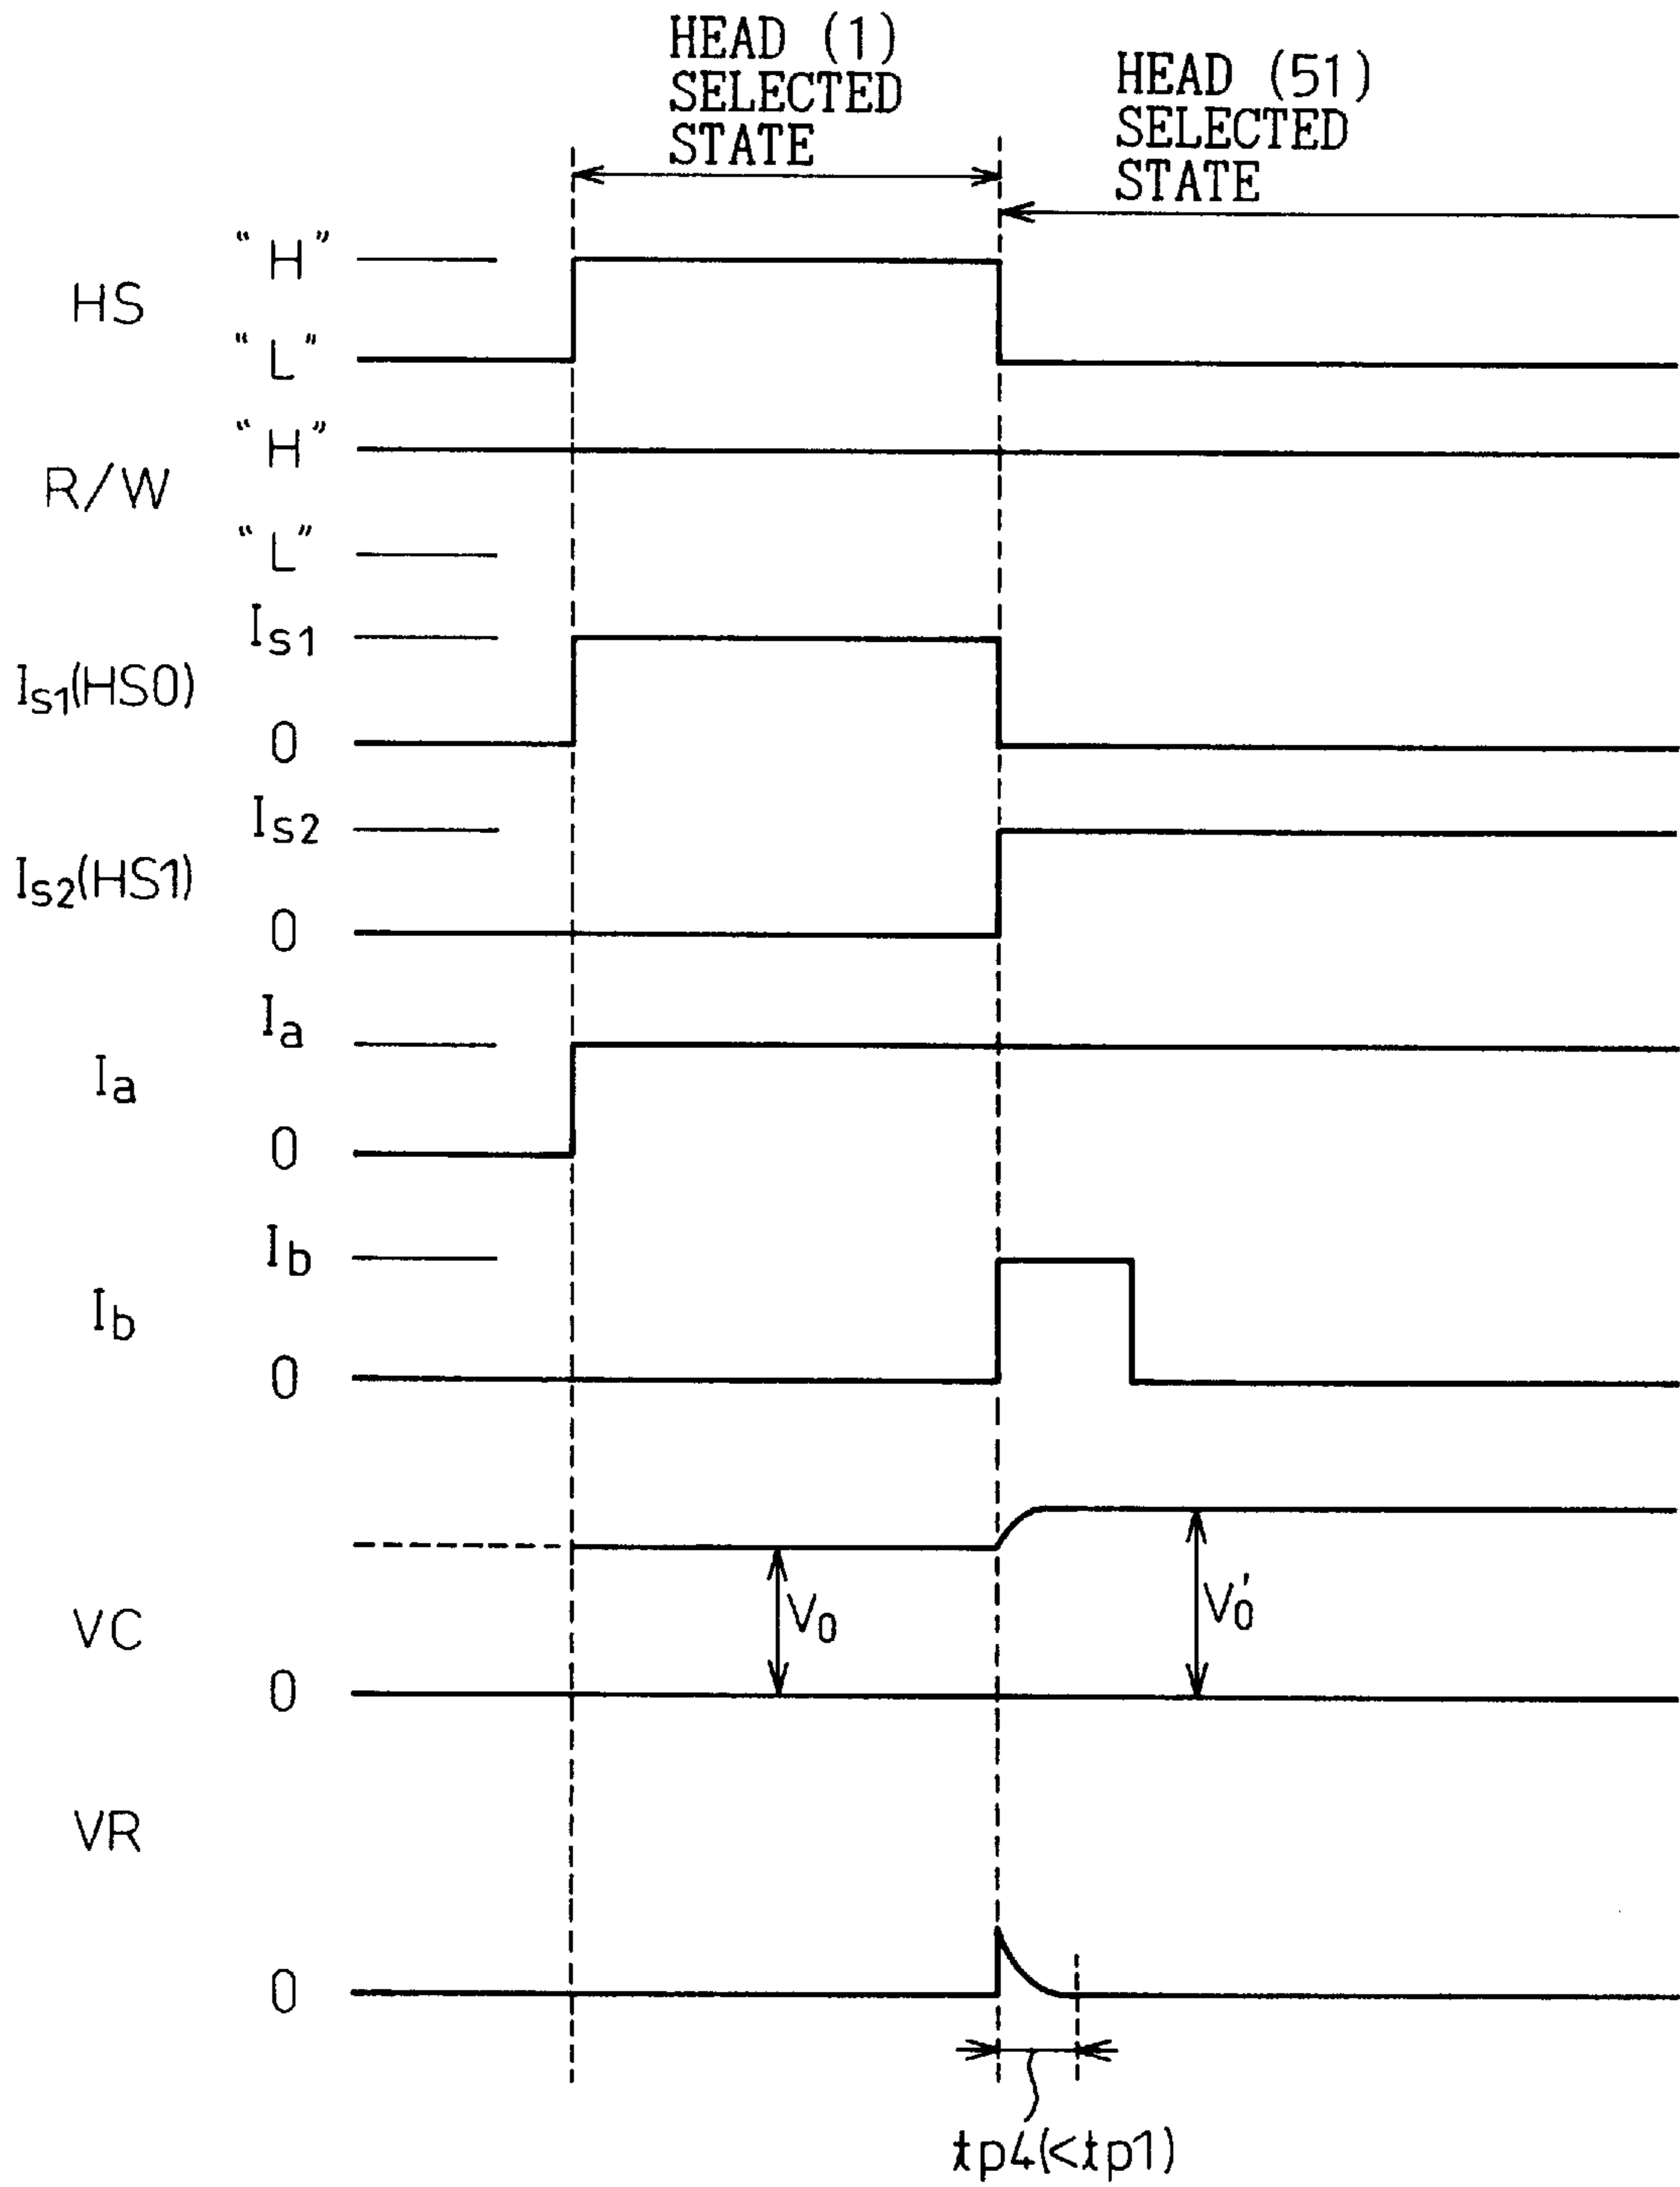 HEAD (1)
SELECTED
STATE
HEAD (51)
SELECTED
STATE
HS
"H"
"L"
R/W
"H"
"L"
Is1(HS0)
Is1
0
Is2(HS1)
Is2
0
Ia
Ia
0
Ib
Ib
0
VC
V0
V0'
0
VR
0
tp4(<tp1)